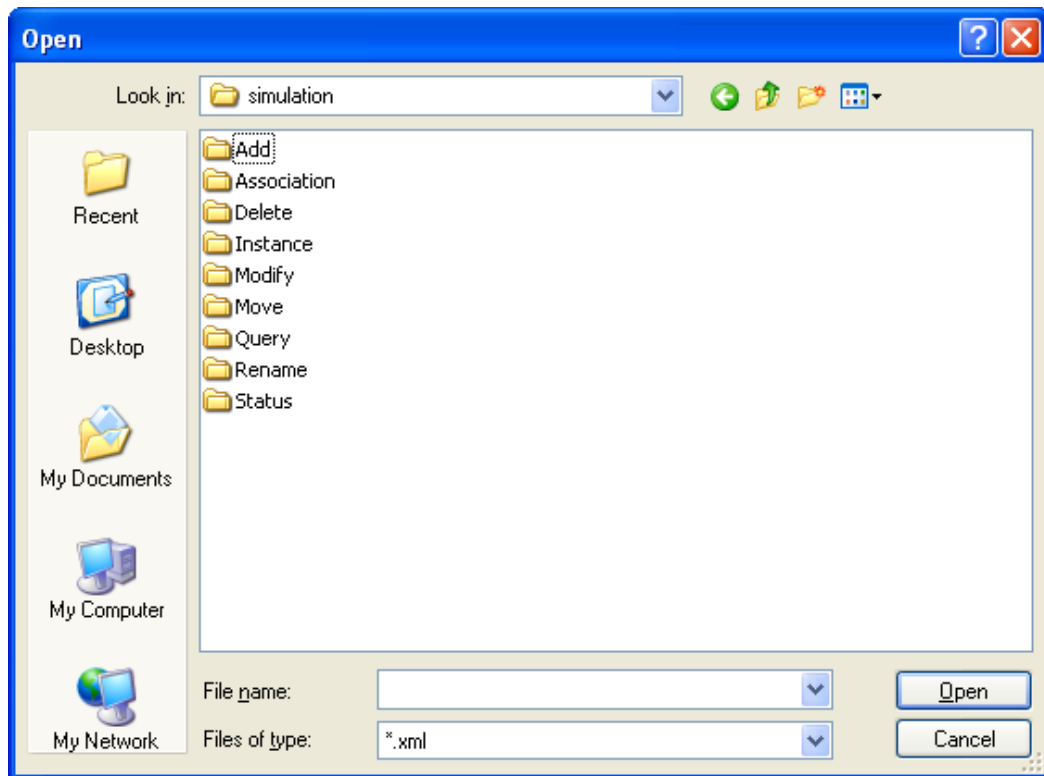 Open
Look in: simulation
Recent
Desktop
My Documents
My Computer
My Network
Add
Association
Delete
Instance
Modify
Move
Query
Rename
Status
File name:
Open
Files of type: *.xml
Cancel